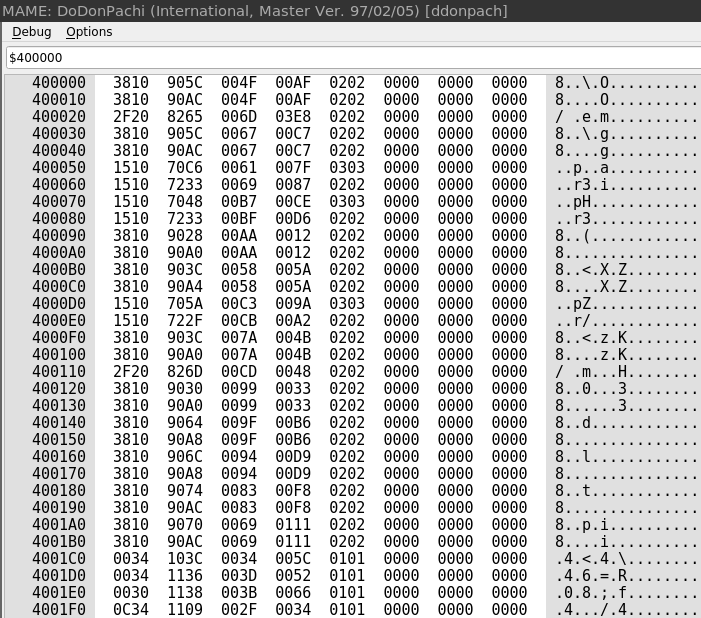 MAME: DoDonPachi (International, Master Ver. 97/02/05) [ddonpach]
Debug Options
$400000
400000 3810 905C 004F 00AF 0202 0000 0000 0000 8..\.O..........
400010 3810 90AC 004F 00AF 0202 0000 0000 0000 8....O..........
400020 2F20 8265 006D 03E8 0202 0000 0000 0000 / .e.m..........
400030 3810 905C 0067 00C7 0202 0000 0000 0000 8..\.g..........
400040 3810 90AC 0067 00C7 0202 0000 0000 0000 8....g..........
400050 1510 70C6 0061 007F 0303 0000 0000 0000 ..p..a..........
400060 1510 7233 0069 0087 0202 0000 0000 0000 ..r3.i..........
400070 1510 7048 00B7 00CE 0303 0000 0000 0000 ..pH............
400080 1510 7233 00BF 00D6 0202 0000 0000 0000 ..r3............
400090 3810 9028 00AA 0012 0202 0000 0000 0000 8..(............
4000A0 3810 90A0 00AA 0012 0202 0000 0000 0000 8...............
4000B0 3810 903C 0058 005A 0202 0000 0000 0000 8..<.X.Z........
4000C0 3810 90A4 0058 005A 0202 0000 0000 0000 8....X.Z........
4000D0 1510 705A 00C3 009A 0303 0000 0000 0000 ..pZ............
4000E0 1510 722F 00CB 00A2 0202 0000 0000 0000 ..r/............
4000F0 3810 903C 007A 004B 0202 0000 0000 0000 8..<.z.K........
400100 3810 90A0 007A 004B 0202 0000 0000 0000 8....z.K........
400110 2F20 826D 00CD 0048 0202 0000 0000 0000 / .m...H........
400120 3810 9030 0099 0033 0202 0000 0000 0000 8..0...3........
400130 3810 90A0 0099 0033 0202 0000 0000 0000 8......3........
400140 3810 9064 009F 00B6 0202 0000 0000 0000 8..d............
400150 3810 90A8 009F 00B6 0202 0000 0000 0000 8...............
400160 3810 906C 0094 00D9 0202 0000 0000 0000 8..l............
400170 3810 90A8 0094 00D9 0202 0000 0000 0000 8...............
400180 3810 9074 0083 00F8 0202 0000 0000 0000 8..t............
400190 3810 90AC 0083 00F8 0202 0000 0000 0000 8...............
4001A0 3810 9070 0069 0111 0202 0000 0000 0000 8..p.i..........
4001B0 3810 90AC 0069 0111 0202 0000 0000 0000 8....i..........
4001C0 0034 103C 0034 005C 0101 0000 0000 0000 .4.<.4.\........
4001D0 0034 1136 003D 0052 0101 0000 0000 0000 .4.6.=.R........
4001E0 0030 1138 003B 0066 0101 0000 0000 0000 .0.8.;.f........
4001F0 0C34 1109 002F 0034 0101 0000 0000 0000 .4.../.4........